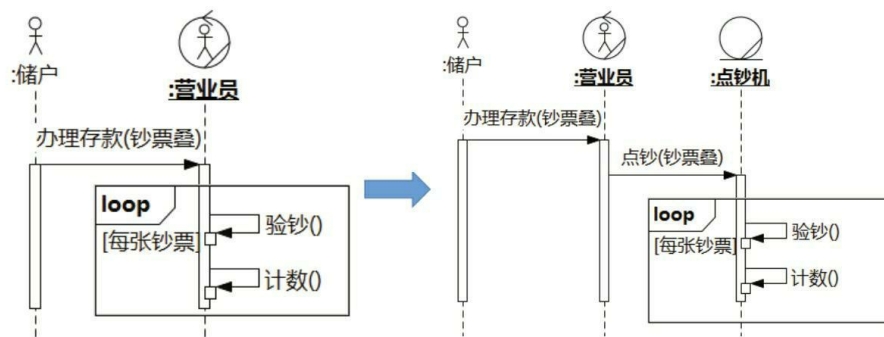 :储户
:营业员
办理存款(钞票叠)
loop
[每张钞票]
验钞()
计数()
:储户
:营业员
:点钞机
办理存款(钞票叠)
点钞(钞票叠)
loop
[每张钞票]
验钞()
计数()